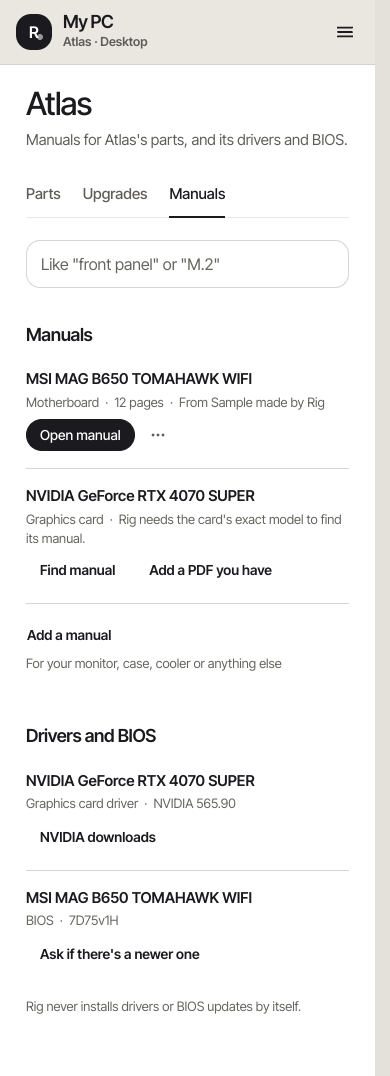 R
My PC
Atlas · Desktop
Atlas
Manuals for Atlas's parts, and its drivers and BIOS.
Parts Upgrades Manuals
Like "front panel" or "M.2"
Manuals
MSI MAG B650 TOMAHAWK WIFI
Motherboard · 12 pages · From Sample made by Rig
Open manual ···
NVIDIA GeForce RTX 4070 SUPER
Graphics card · Rig needs the card's exact model to find
its manual.
Find manual Add a PDF you have
Add a manual
For your monitor, case, cooler or anything else
Drivers and BIOS
NVIDIA GeForce RTX 4070 SUPER
Graphics card driver · NVIDIA 565.90
NVIDIA downloads
MSI MAG B650 TOMAHAWK WIFI
BIOS · 7D75v1H
Ask if there's a newer one
Rig never installs drivers or BIOS updates by itself.